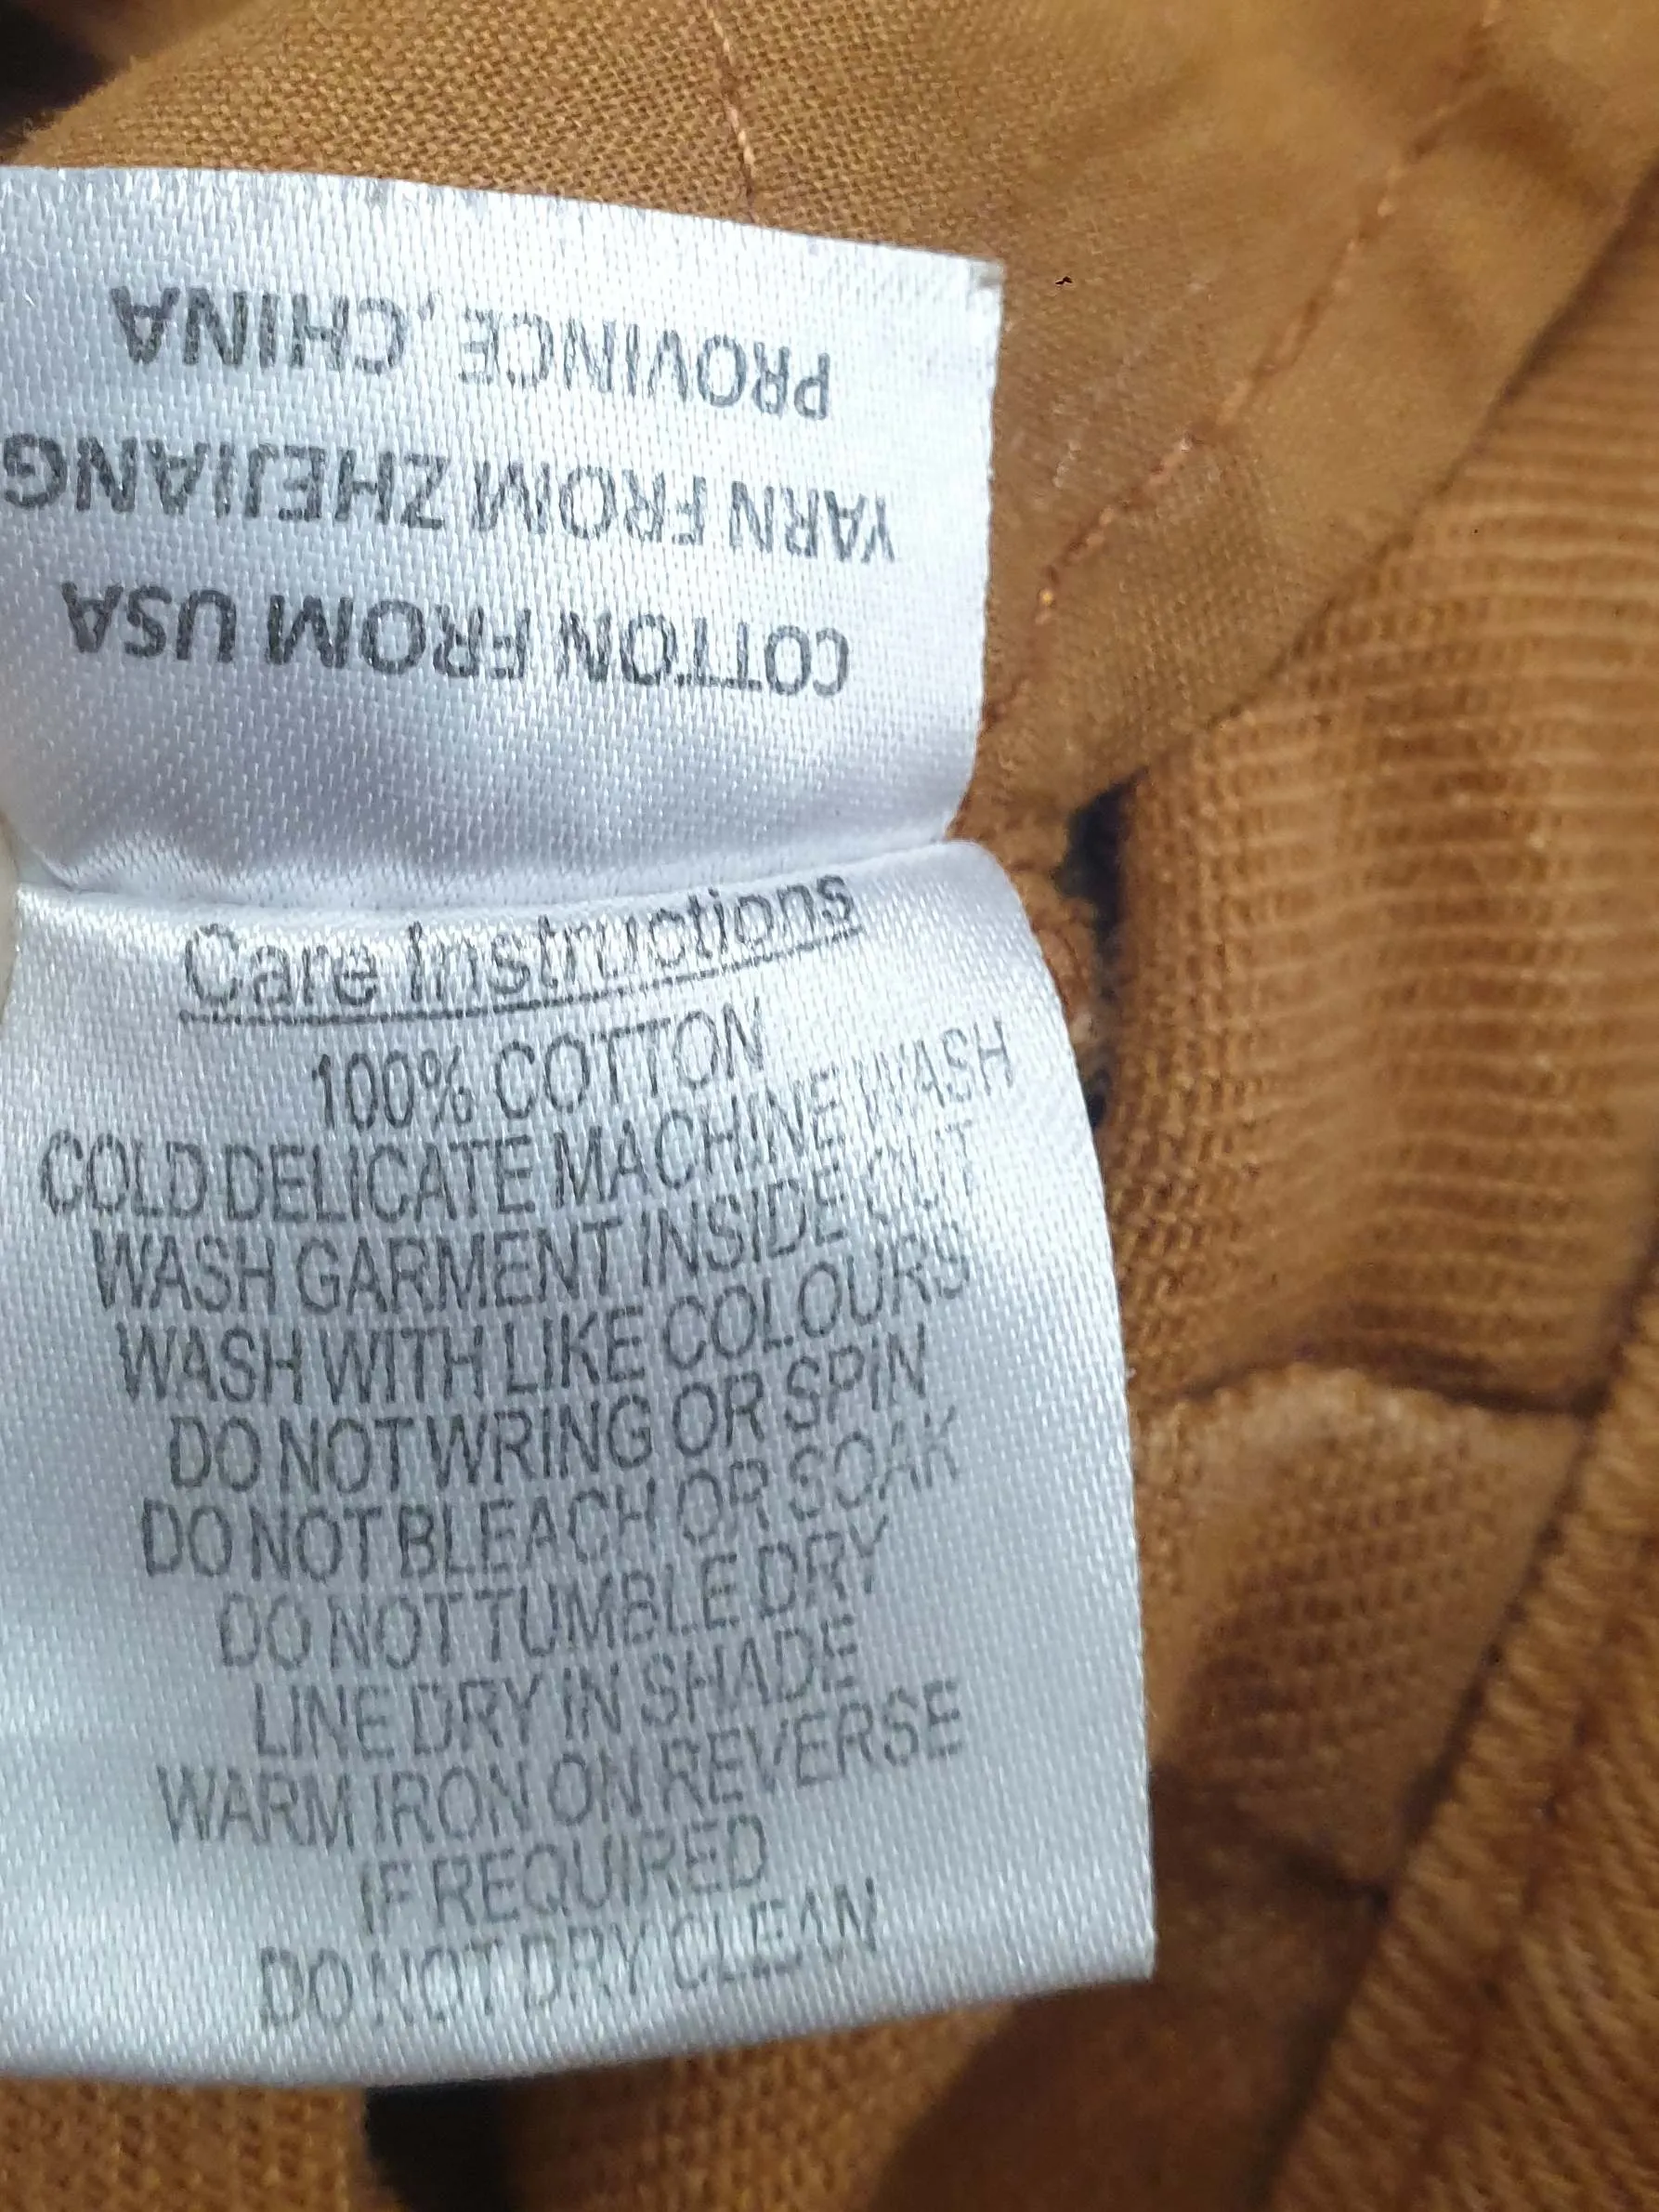 COTTON FROM USA
YARN FROM ZHEJIANG
PROVINCE, CHINA
Care Instructions
100% COTTON
COLD DELICATE MACHINE WASH
WASH GARMENT INSIDE OUT
WASH WITH LIKE COLOURS
DO NOT WRING OR SPIN
DO NOT BLEACH OR SOAK
DO NOT TUMBLE DRY
LINE DRY IN SHADE
WARM IRON ON REVERSE
IF REQUIRED
DO NOT DRY CLEAN